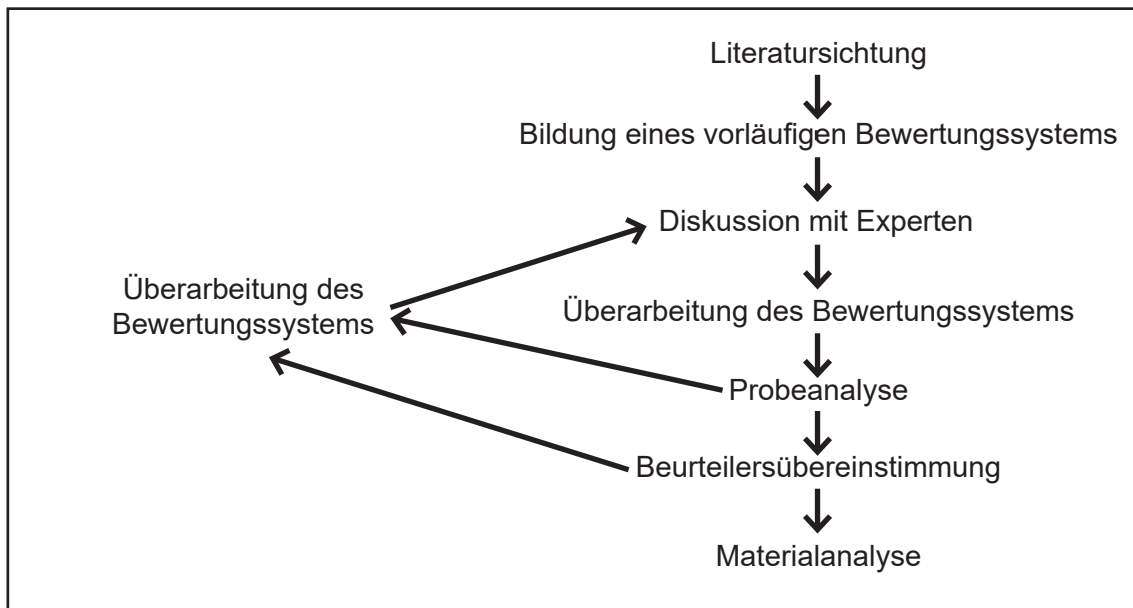 Literatursichtung
Bildung eines vorläufigen Bewertungssystems
Diskussion mit Experten
Überarbeitung des
Bewertungssystems
Überarbeitung des Bewertungssystems
Probeanalyse
Beurteilersübereinstimmung
Materialanalyse